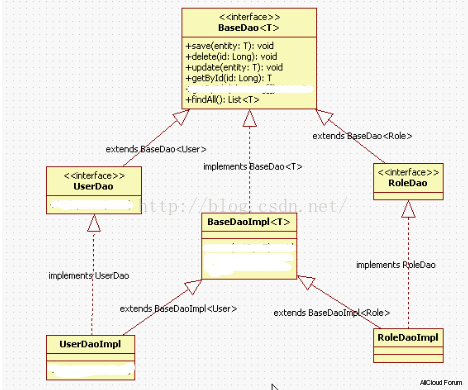 <<interface>>
BaseDao<T>
+save(entity: T): void
+delete(id: Long): void
+update(entity: T): void
+getById(id: Long): T
+findAll(): List<T>
extends BaseDao<User>
implements BaseDao<T>
extends BaseDao<Role>
<<interface>>
UserDao
<<interface>>
RoleDao
http://blog.csdn.net/
BaseDaoImpl<T>
implements UserDao
implements RoleDao
extends BaseDaoImpl<User>
extends BaseDaoImpl<Role>
UserDaoImpl
RoleDaoImpl
AllCloud Forum